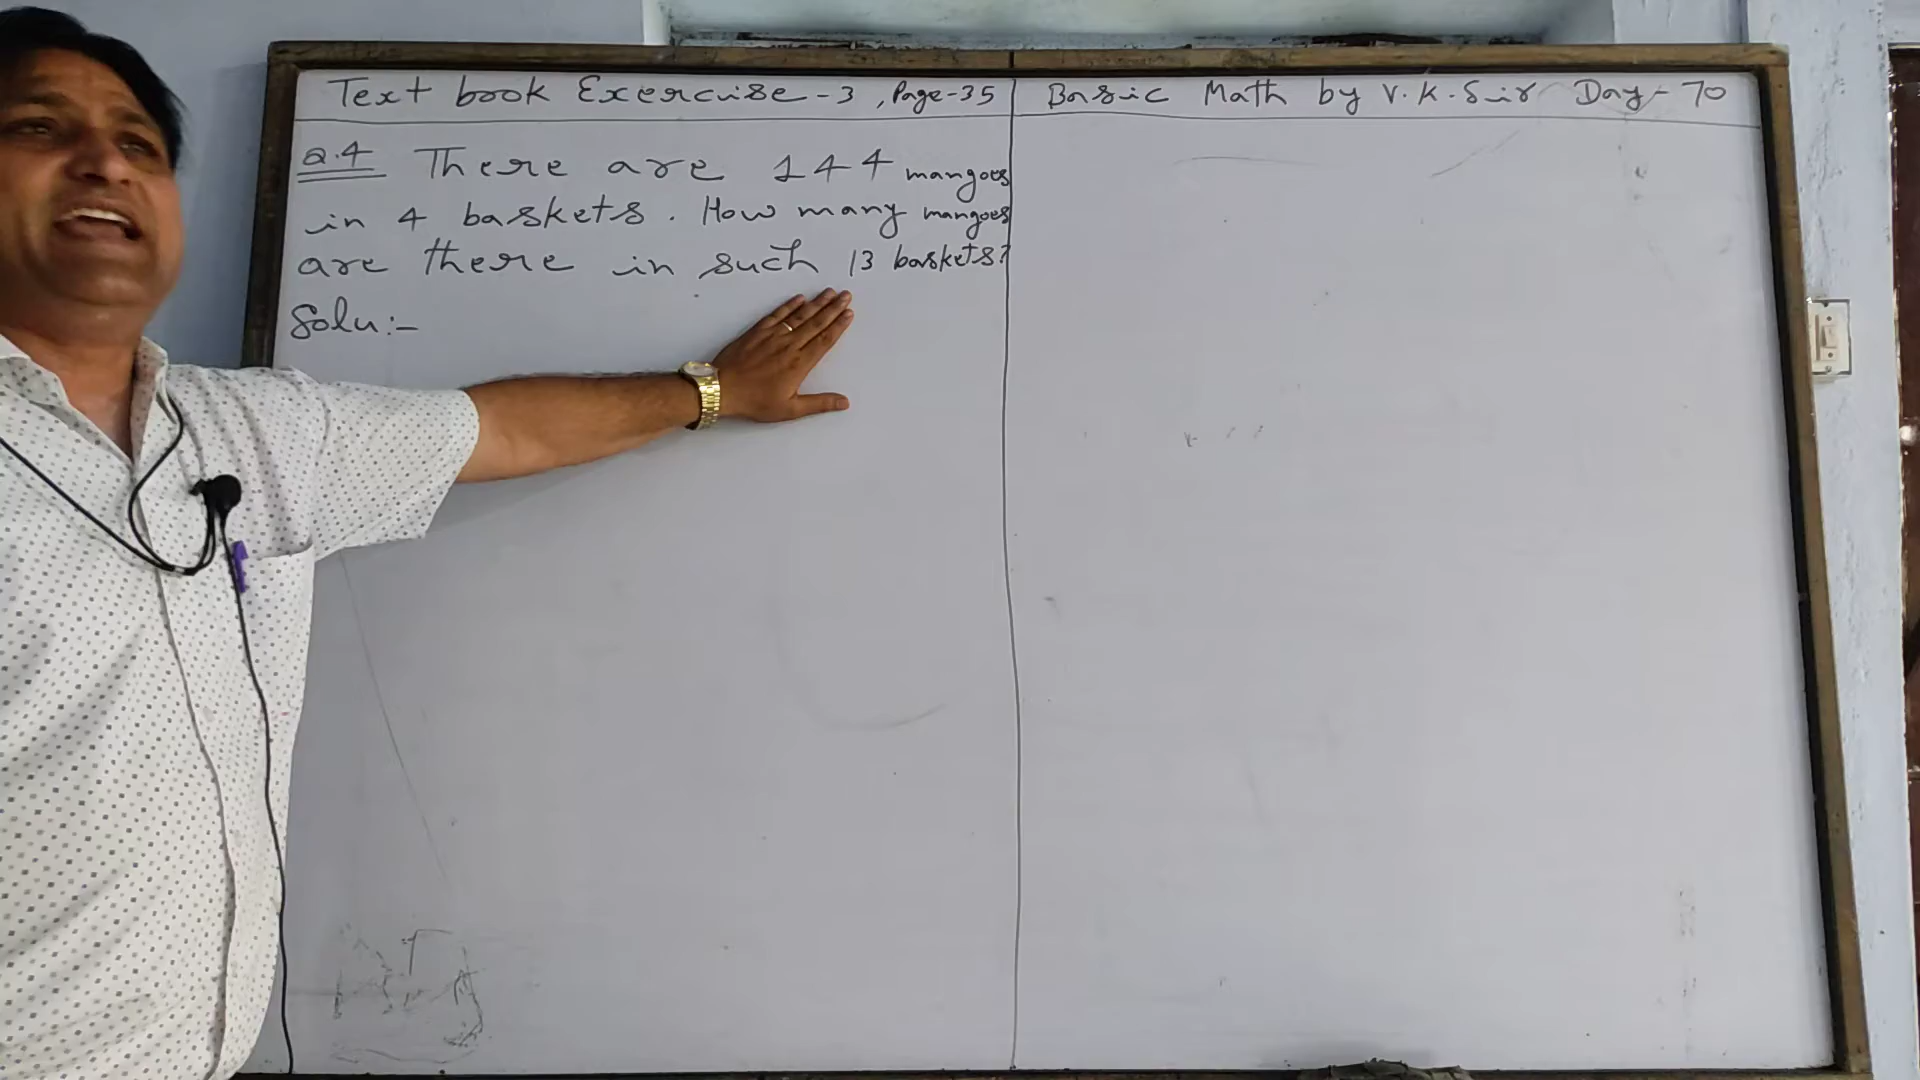 Text book Exercise-3, Page-35
Q.4 There are 144 mangoes
in 4 baskets. How many mangoes
are there in such 13 baskets?
Solu:-
Basic Math by V.K.Sir Day-70